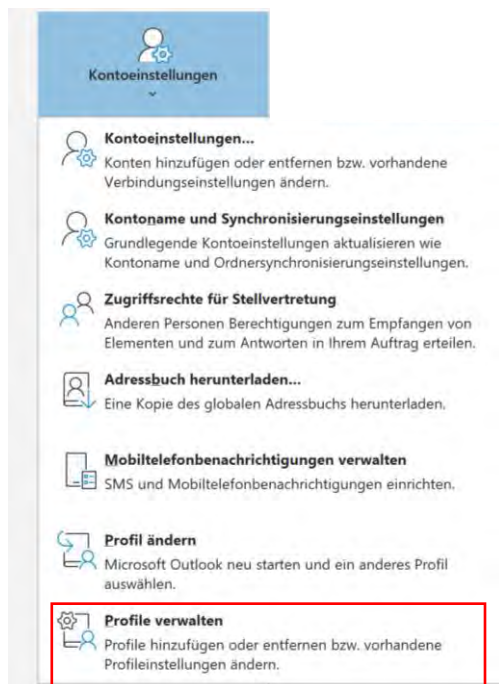 Kontoeinstellungen
Kontoeinstellungen...
Konten hinzufügen oder entfernen bzw. vorhandene
Verbindungseinstellungen ändern.
Kontoname und Synchronisierungseinstellungen
Grundlegende Kontoeinstellungen aktualisieren wie
Kontoname und Ordnersynchronisierungseinstellungen.
Zugriffsrechte für Stellvertretung
Anderen Personen Berechtigungen zum Empfangen von
Elementen und zum Antworten in Ihrem Auftrag erteilen.
Adressbuch herunterladen...
Eine Kopie des globalen Adressbuchs herunterladen.
Mobiltelefonbenachrichtigungen verwalten
SMS und Mobiltelefonbenachrichtigungen einrichten.
Profil ändern
Microsoft Outlook neu starten und ein anderes Profil
auswählen.
Profile verwalten
Profile hinzufügen oder entfernen bzw. vorhandene
Profileinstellungen ändern.